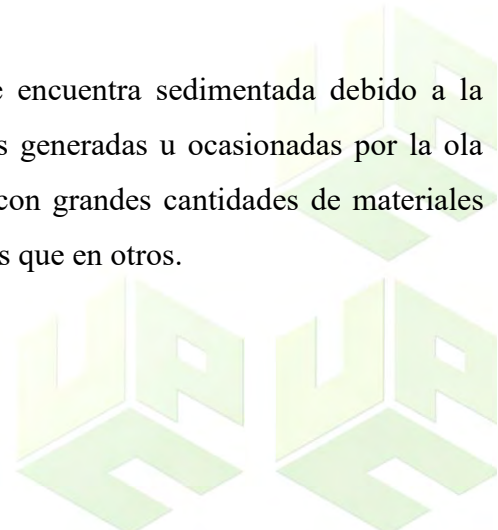 encuentra sedimentada debido a la
generadas u ocasionadas por la ola
con grandes cantidades de materiales
que en otros.